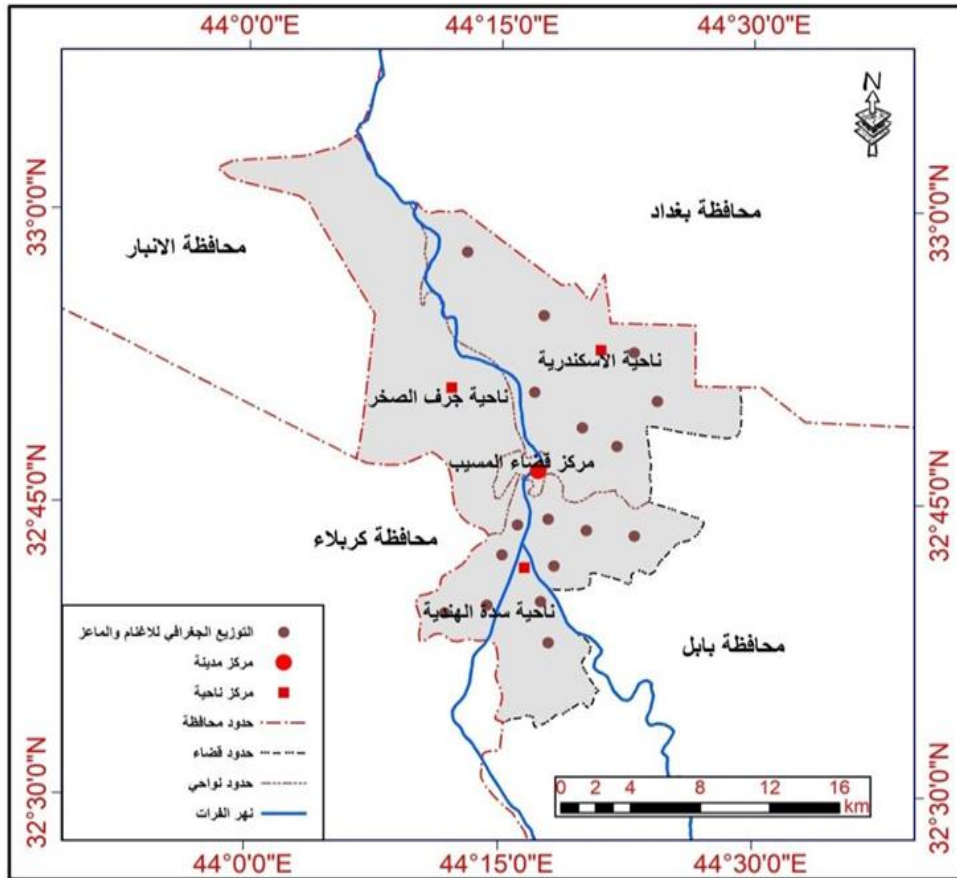 44°0'0"E 44°15'0"E 44°30'0"E
N
33°0'0"N
33°0'0"N
محافظة بغداد
محافظة الانبار
ناحية الاسكندرية
ناحية جرف الصخر
مركز قضاء المسيب
32°45'0"N
32°45'0"N
محافظة كربلاء
ناحية سدة الهندية
محافظة بابل
التوزيع الجغرافي للاغنام والماعز
مركز مدينة
مركز ناحية
حدود محافظة
حدود قضاء
حدود نواحي
نهر الفرات
0 2 4 8 12 16
km
32°30'0"N
32°30'0"N
44°0'0"E 44°15'0"E 44°30'0"E